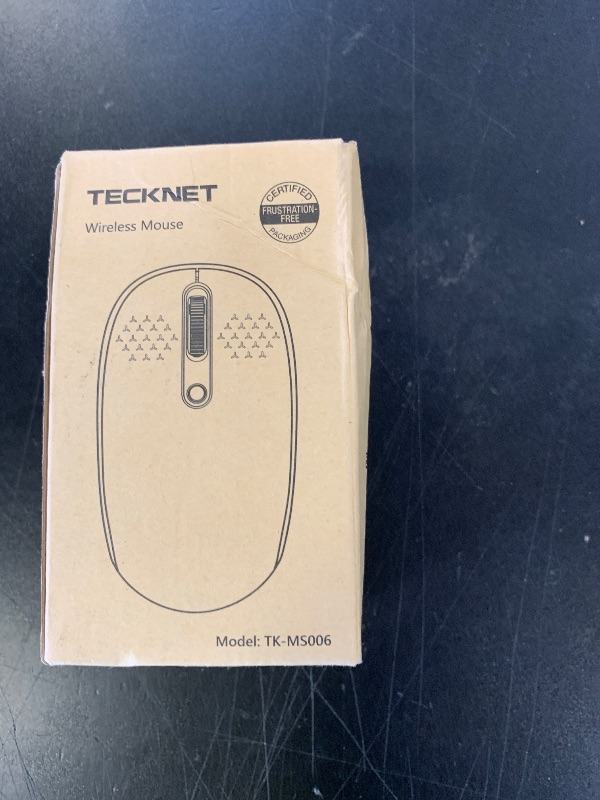 TECKNET
Wireless Mouse
CERTIFIED
FRUSTRATION-
FREE
PACKAGING
Model: TK-MS006